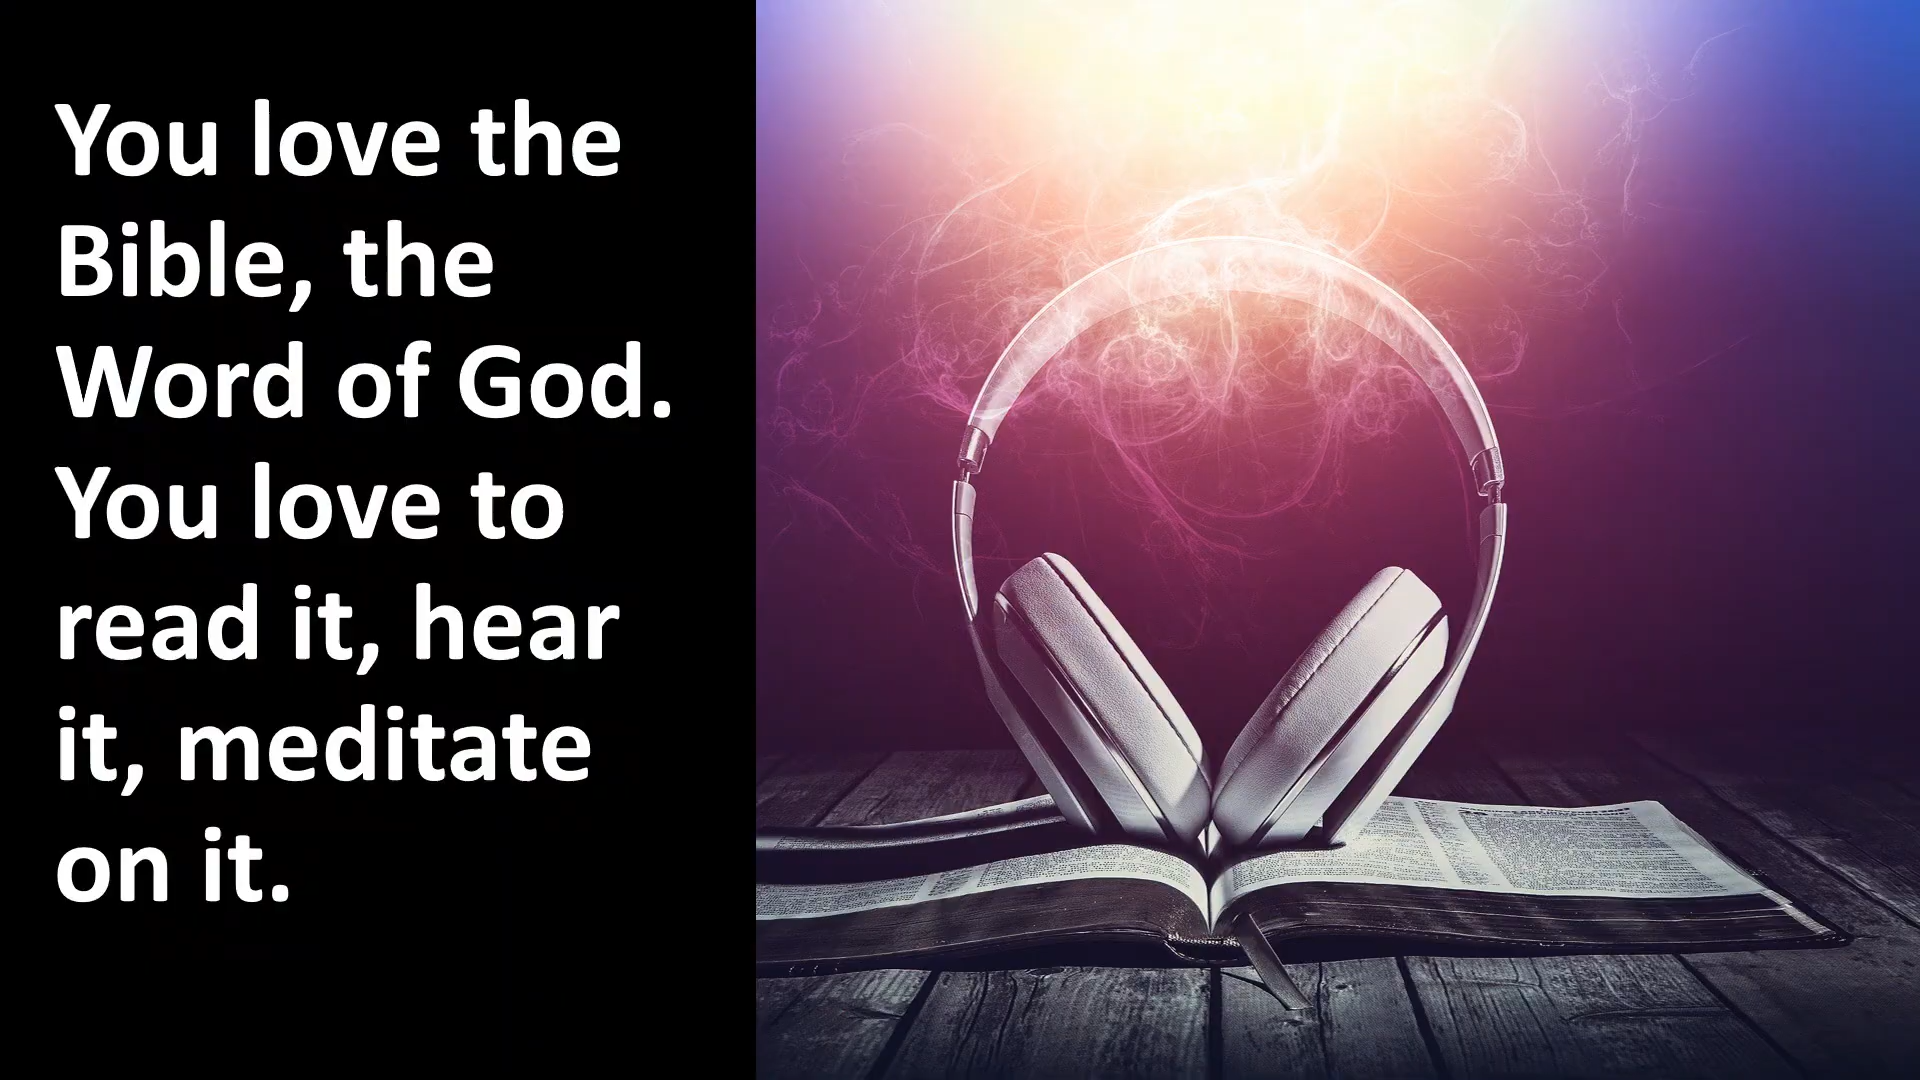 You love the
Bible, the
Word of God.
You love to
read it, hear
it, meditate
on it.